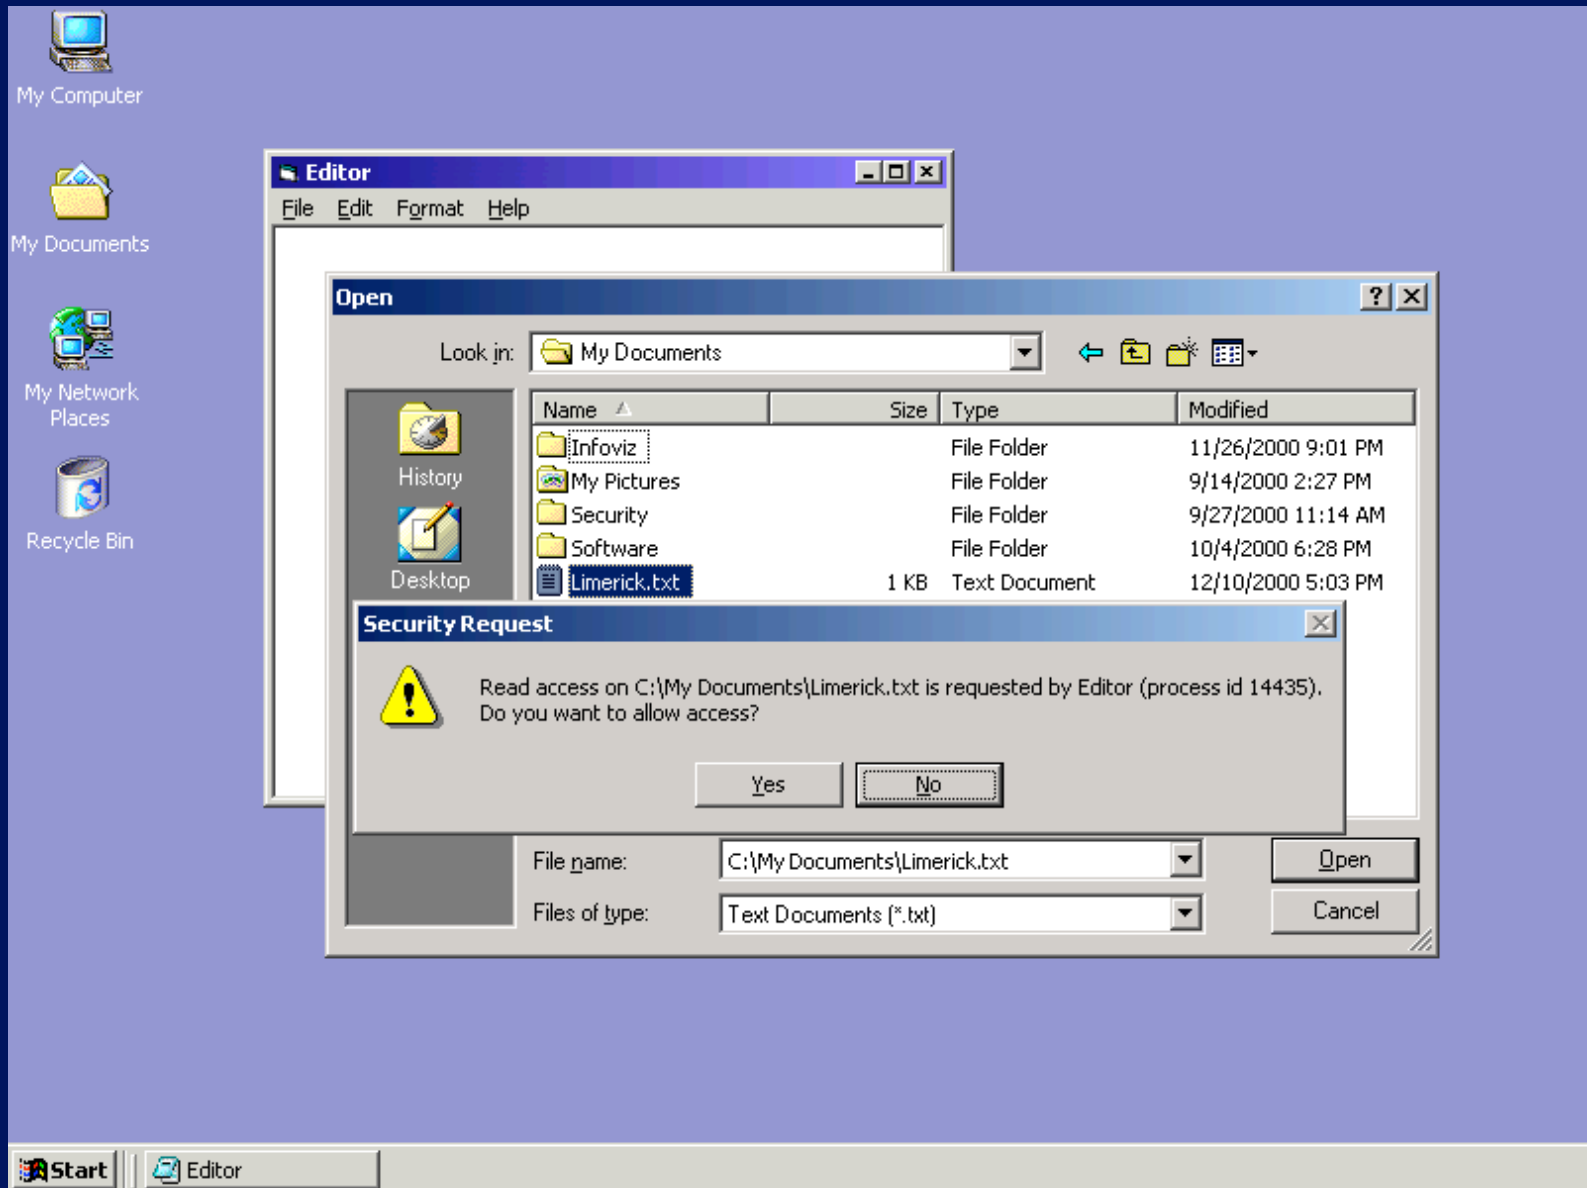 My Computer
My Documents
My Network
Places
Recycle Bin
Editor
File Edit Format Help
Open
Look in: My Documents
History
Desktop
Name Size Type Modified
Infoviz File Folder 11/26/2000 9:01 PM
My Pictures File Folder 9/14/2000 2:27 PM
Security File Folder 9/27/2000 11:14 AM
Software File Folder 10/4/2000 6:28 PM
Limerick.txt 1 KB Text Document 12/10/2000 5:03 PM
Security Request
Read access on C:\My Documents\Limerick.txt is requested by Editor (process id 14435).
Do you want to allow access?
Yes No
File name: C:\My Documents\Limerick.txt Open
Files of type: Text Documents (*.txt) Cancel
Start Editor